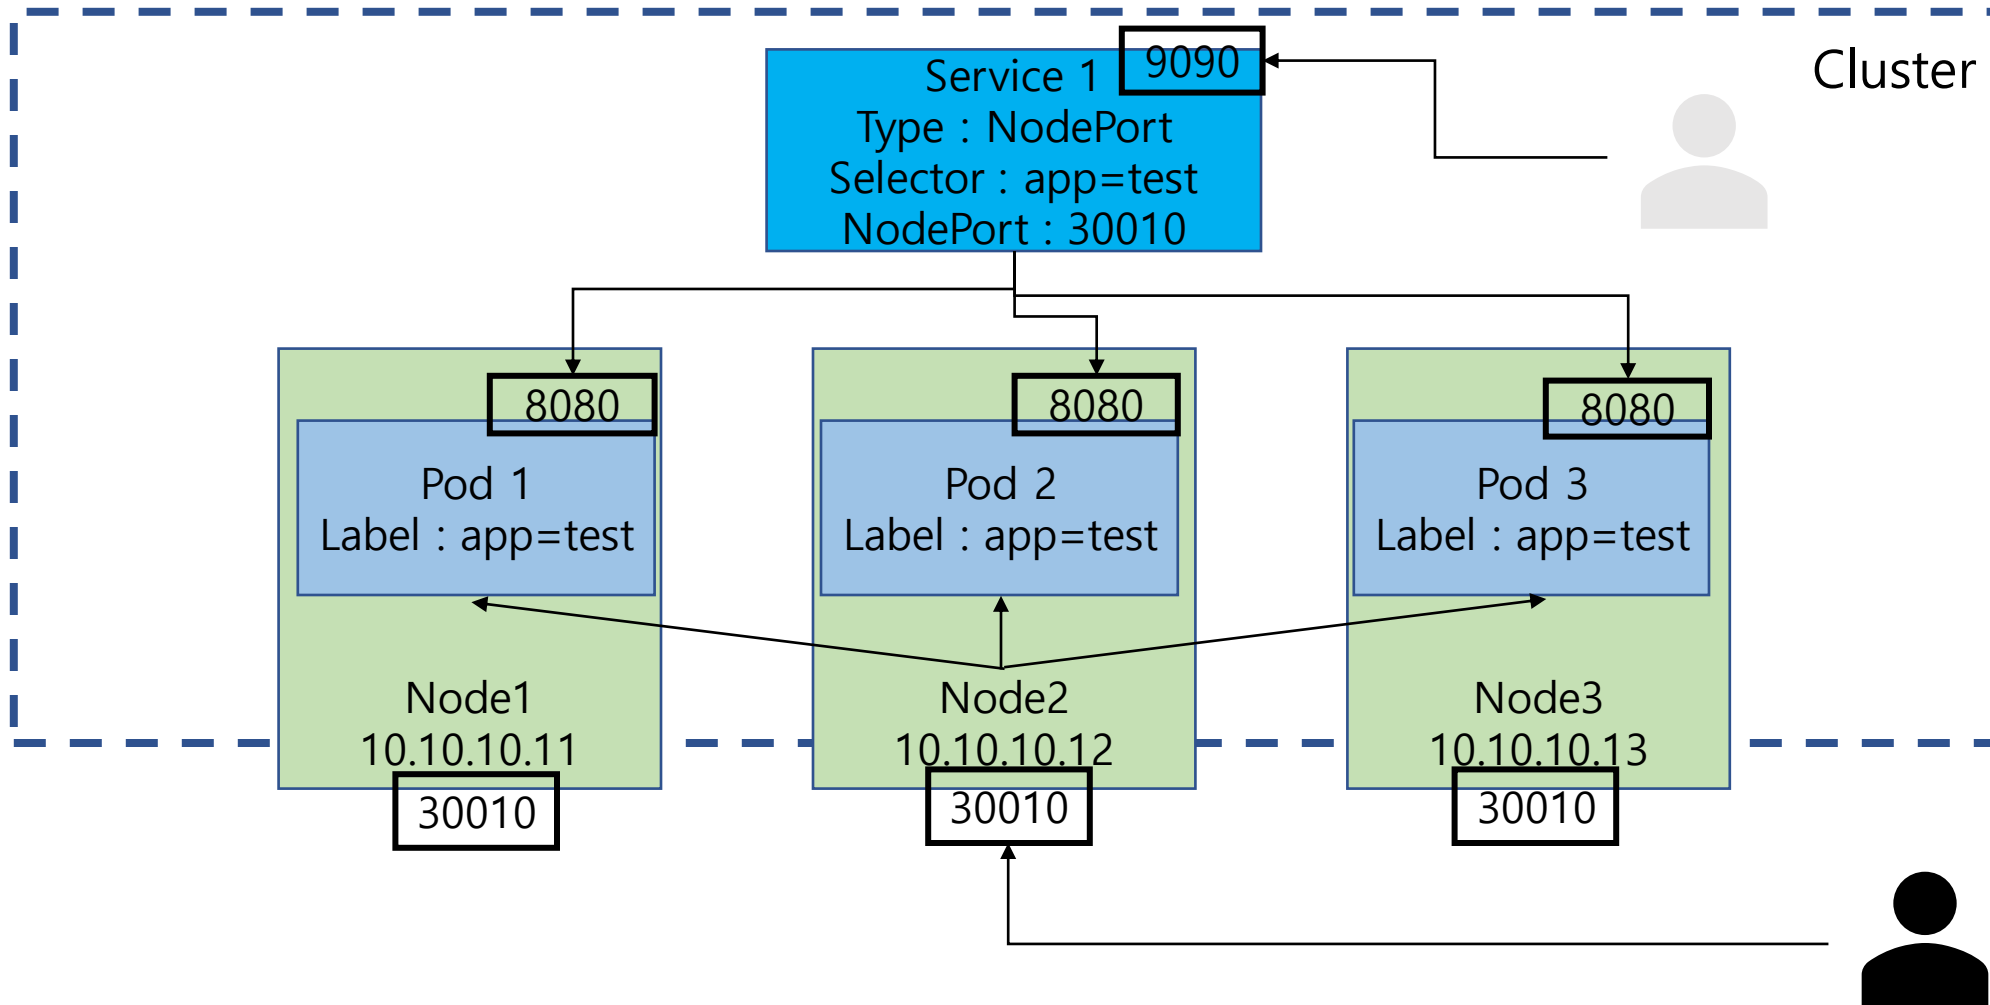 9090
Cluster
Service 1
Type : NodePort
Selector : app=test
NodePort : 30010
8080
8080
8080
Pod 1
Label : app=test
Pod 2
Label : app=test
Pod 3
Label : app=test
Node1
10.10.10.11
Node2
10.10.10.12
Node3
10.10.10.13
30010
30010
30010